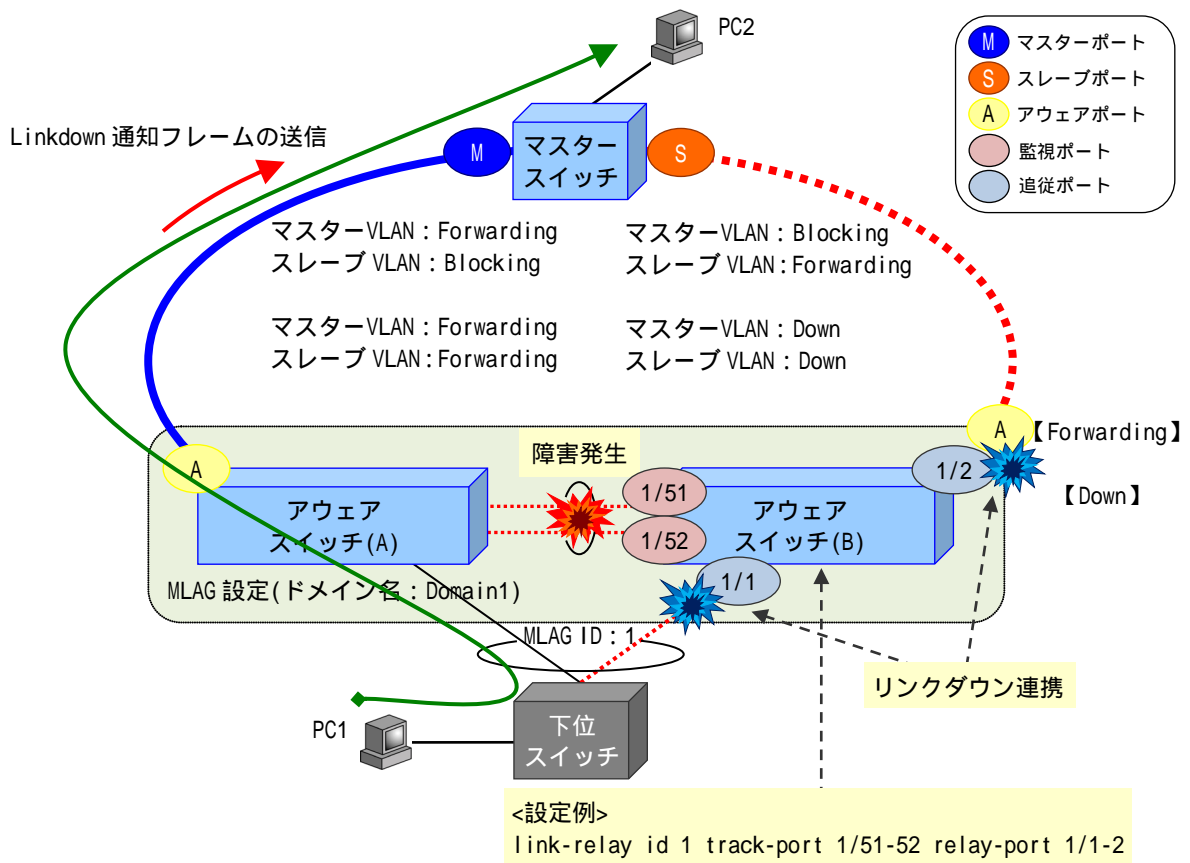 PC2
M マスターポート
S スレーブポート
A アウェアポート
監視ポート
追従ポート
Linkdown 通知フレームの送信
M
マスター
スイッチ
S
マスターVLAN：Forwarding
スレーブ VLAN：Blocking
マスターVLAN：Blocking
スレーブ VLAN：Forwarding
マスターVLAN：Forwarding
スレーブ VLAN：Forwarding
マスターVLAN：Down
スレーブ VLAN：Down
A
【Forwarding】
【Down】
A
障害発生
1/51
1/52
1/2
1/1
アウェア
スイッチ(A)
アウェア
スイッチ(B)
MLAG 設定(ドメイン名：Domain1)
MLAG ID：1
リンクダウン連携
PC1
下位
スイッチ
<設定例>
link-relay id 1 track-port 1/51-52 relay-port 1/1-2